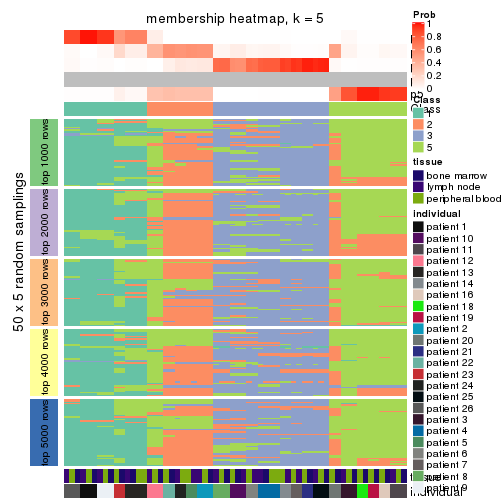 membership heatmap, k = 5
Prob
1
0.8
0.6
0.4
0.2
0
Class
1
2
3
5
tissue
bone marrow
lymph node
peripheral blood
individual
patient 1
patient 10
patient 11
patient 12
patient 13
patient 14
patient 16
patient 18
patient 19
patient 2
patient 20
patient 21
patient 22
patient 23
patient 24
patient 25
patient 26
patient 3
patient 4
patient 5
patient 6
patient 7
patient 8
patient 9
50 x 5 random samplings
top 1000 rows
top 2000 rows
top 3000 rows
top 4000 rows
top 5000 rows
individual